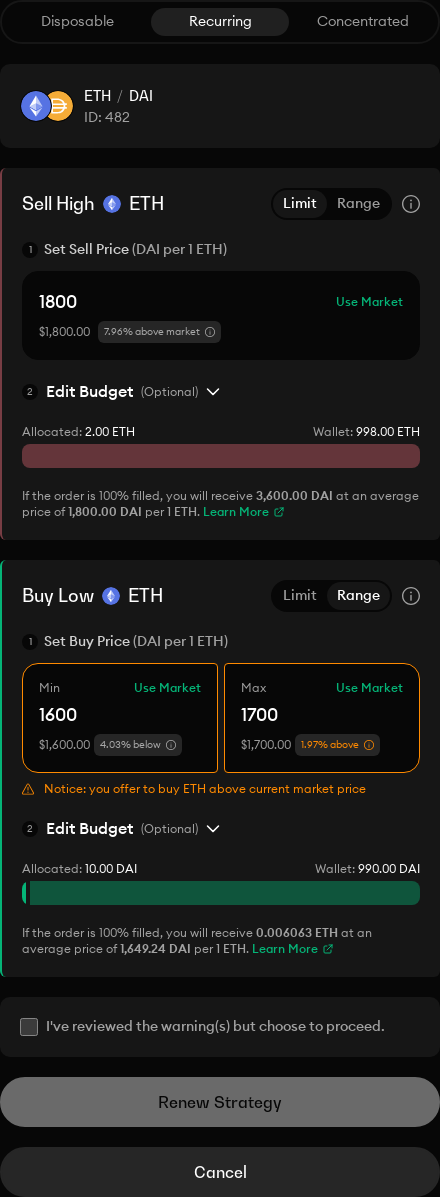 Disposable Recurring Concentrated
ETH / DAI
ID: 482
Sell High ETH Limit Range
1 Set Sell Price (DAI per 1 ETH)
1800 Use Market
$1,800.00 7.96% above market
2 Edit Budget (Optional)
Allocated: 2.00 ETH Wallet: 998.00 ETH
If the order is 100% filled, you will receive 3,600.00 DAI at an average
price of 1,800.00 DAI per 1 ETH. Learn More
Buy Low ETH Limit Range
1 Set Buy Price (DAI per 1 ETH)
Min Use Market Max Use Market
1600 1700
$1,600.00 4.03% below $1,700.00 1.97% above
Notice: you offer to buy ETH above current market price
2 Edit Budget (Optional)
Allocated: 10.00 DAI Wallet: 990.00 DAI
If the order is 100% filled, you will receive 0.006063 ETH at an
average price of 1,649.24 DAI per 1 ETH. Learn More
I've reviewed the warning(s) but choose to proceed.
Renew Strategy
Cancel